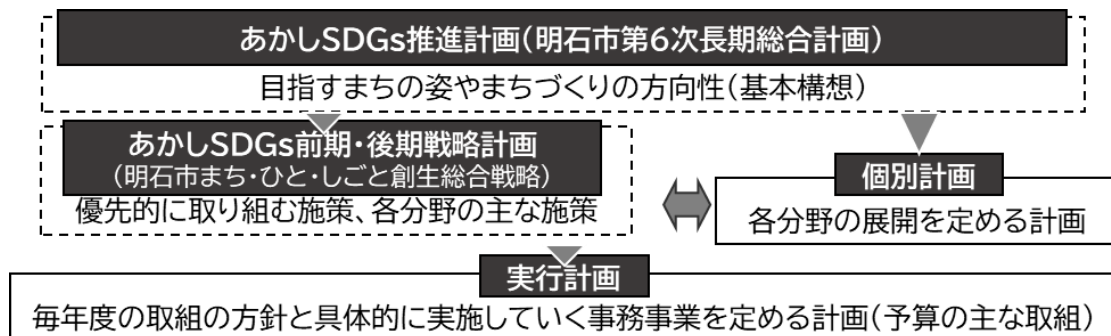 あかしSDGs推進計画(明石市第6次長期総合計画)
目指すまちの姿やまちづくりの方向性(基本構想)
あかしSDGs前期・後期戦略計画
(明石市まち・ひと・しごと創生総合戦略)
優先的に取り組む施策、各分野の主な施策
個別計画
各分野の展開を定める計画
実行計画
毎年度の取組の方針と具体的に実施していく事務事業を定める計画(予算の主な取組)